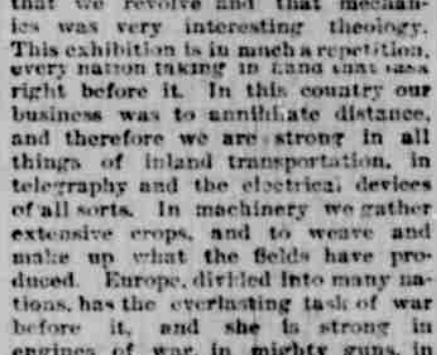 that we revolve and that mechan-
ics was very interesting theology.
This exhibition is in much a repetition,
every nation taking in hand that task
right before it. In this country our
business was to annihilate distance,
and therefore we are strong in all
things of inland transportation, in
telegraphy and the electrical devices
of all sorts. In machinery we gather
extensive crops, and to weave and
make up what the fields have pro-
duced. Europe, divided into many na-
tions, has the everlasting task of war
before it, and she is strong in
engines of war, in mighty guns, in